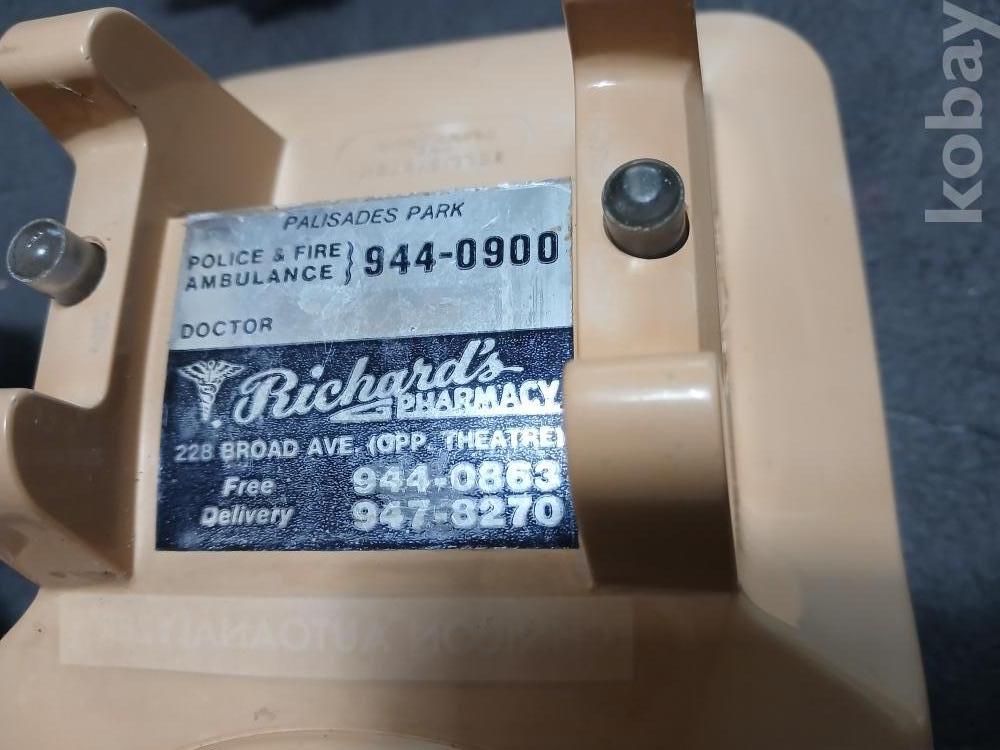 kobay
PALISADES PARK
POLICE & FIRE } 944-0900
AMBULANCE
DOCTOR
Richard's
PHARMACY
228 BROAD AVE. (OPP. THEATRE)
Free 944-0863
Delivery 947-8270
AUTOANALYZER